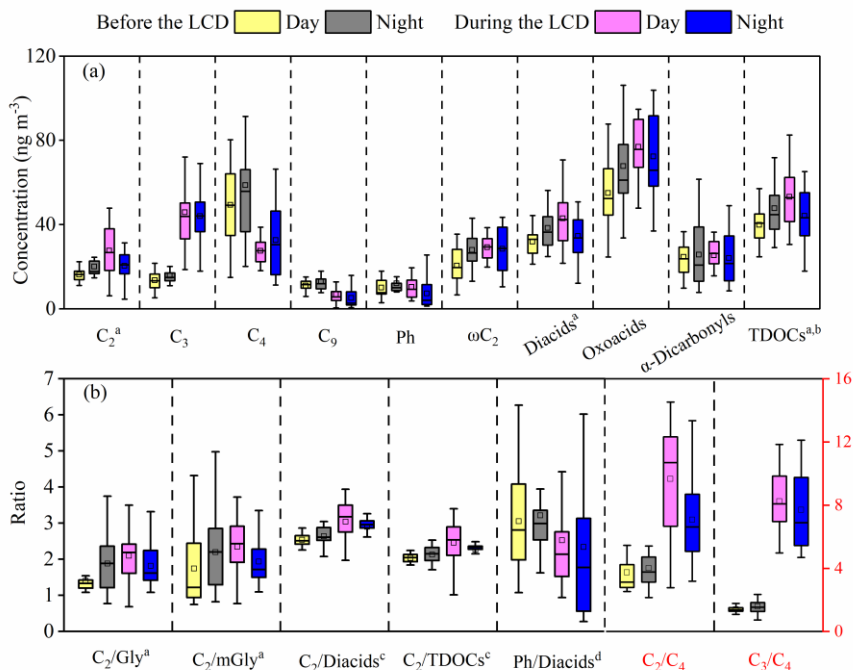 Before the LCD Day Night During the LCD Day Night
(a)
Concentration (ng m⁻³)
120
80
40
0
C₂ᵃ C₃ C₄ C₉ Ph ωC₂ Diacidsᵃ Oxoacids α-Dicarbonyls TDOCsᵃ,ᵇ
(b)
Ratio
7
6
5
4
3
2
1
0
16
12
8
4
0
C₂/Glyᵃ C₂/mGlyᵃ C₂/Diacidsᶜ C₂/TDOCsᶜ Ph/Diacidsᵈ C₂/C₄ C₃/C₄